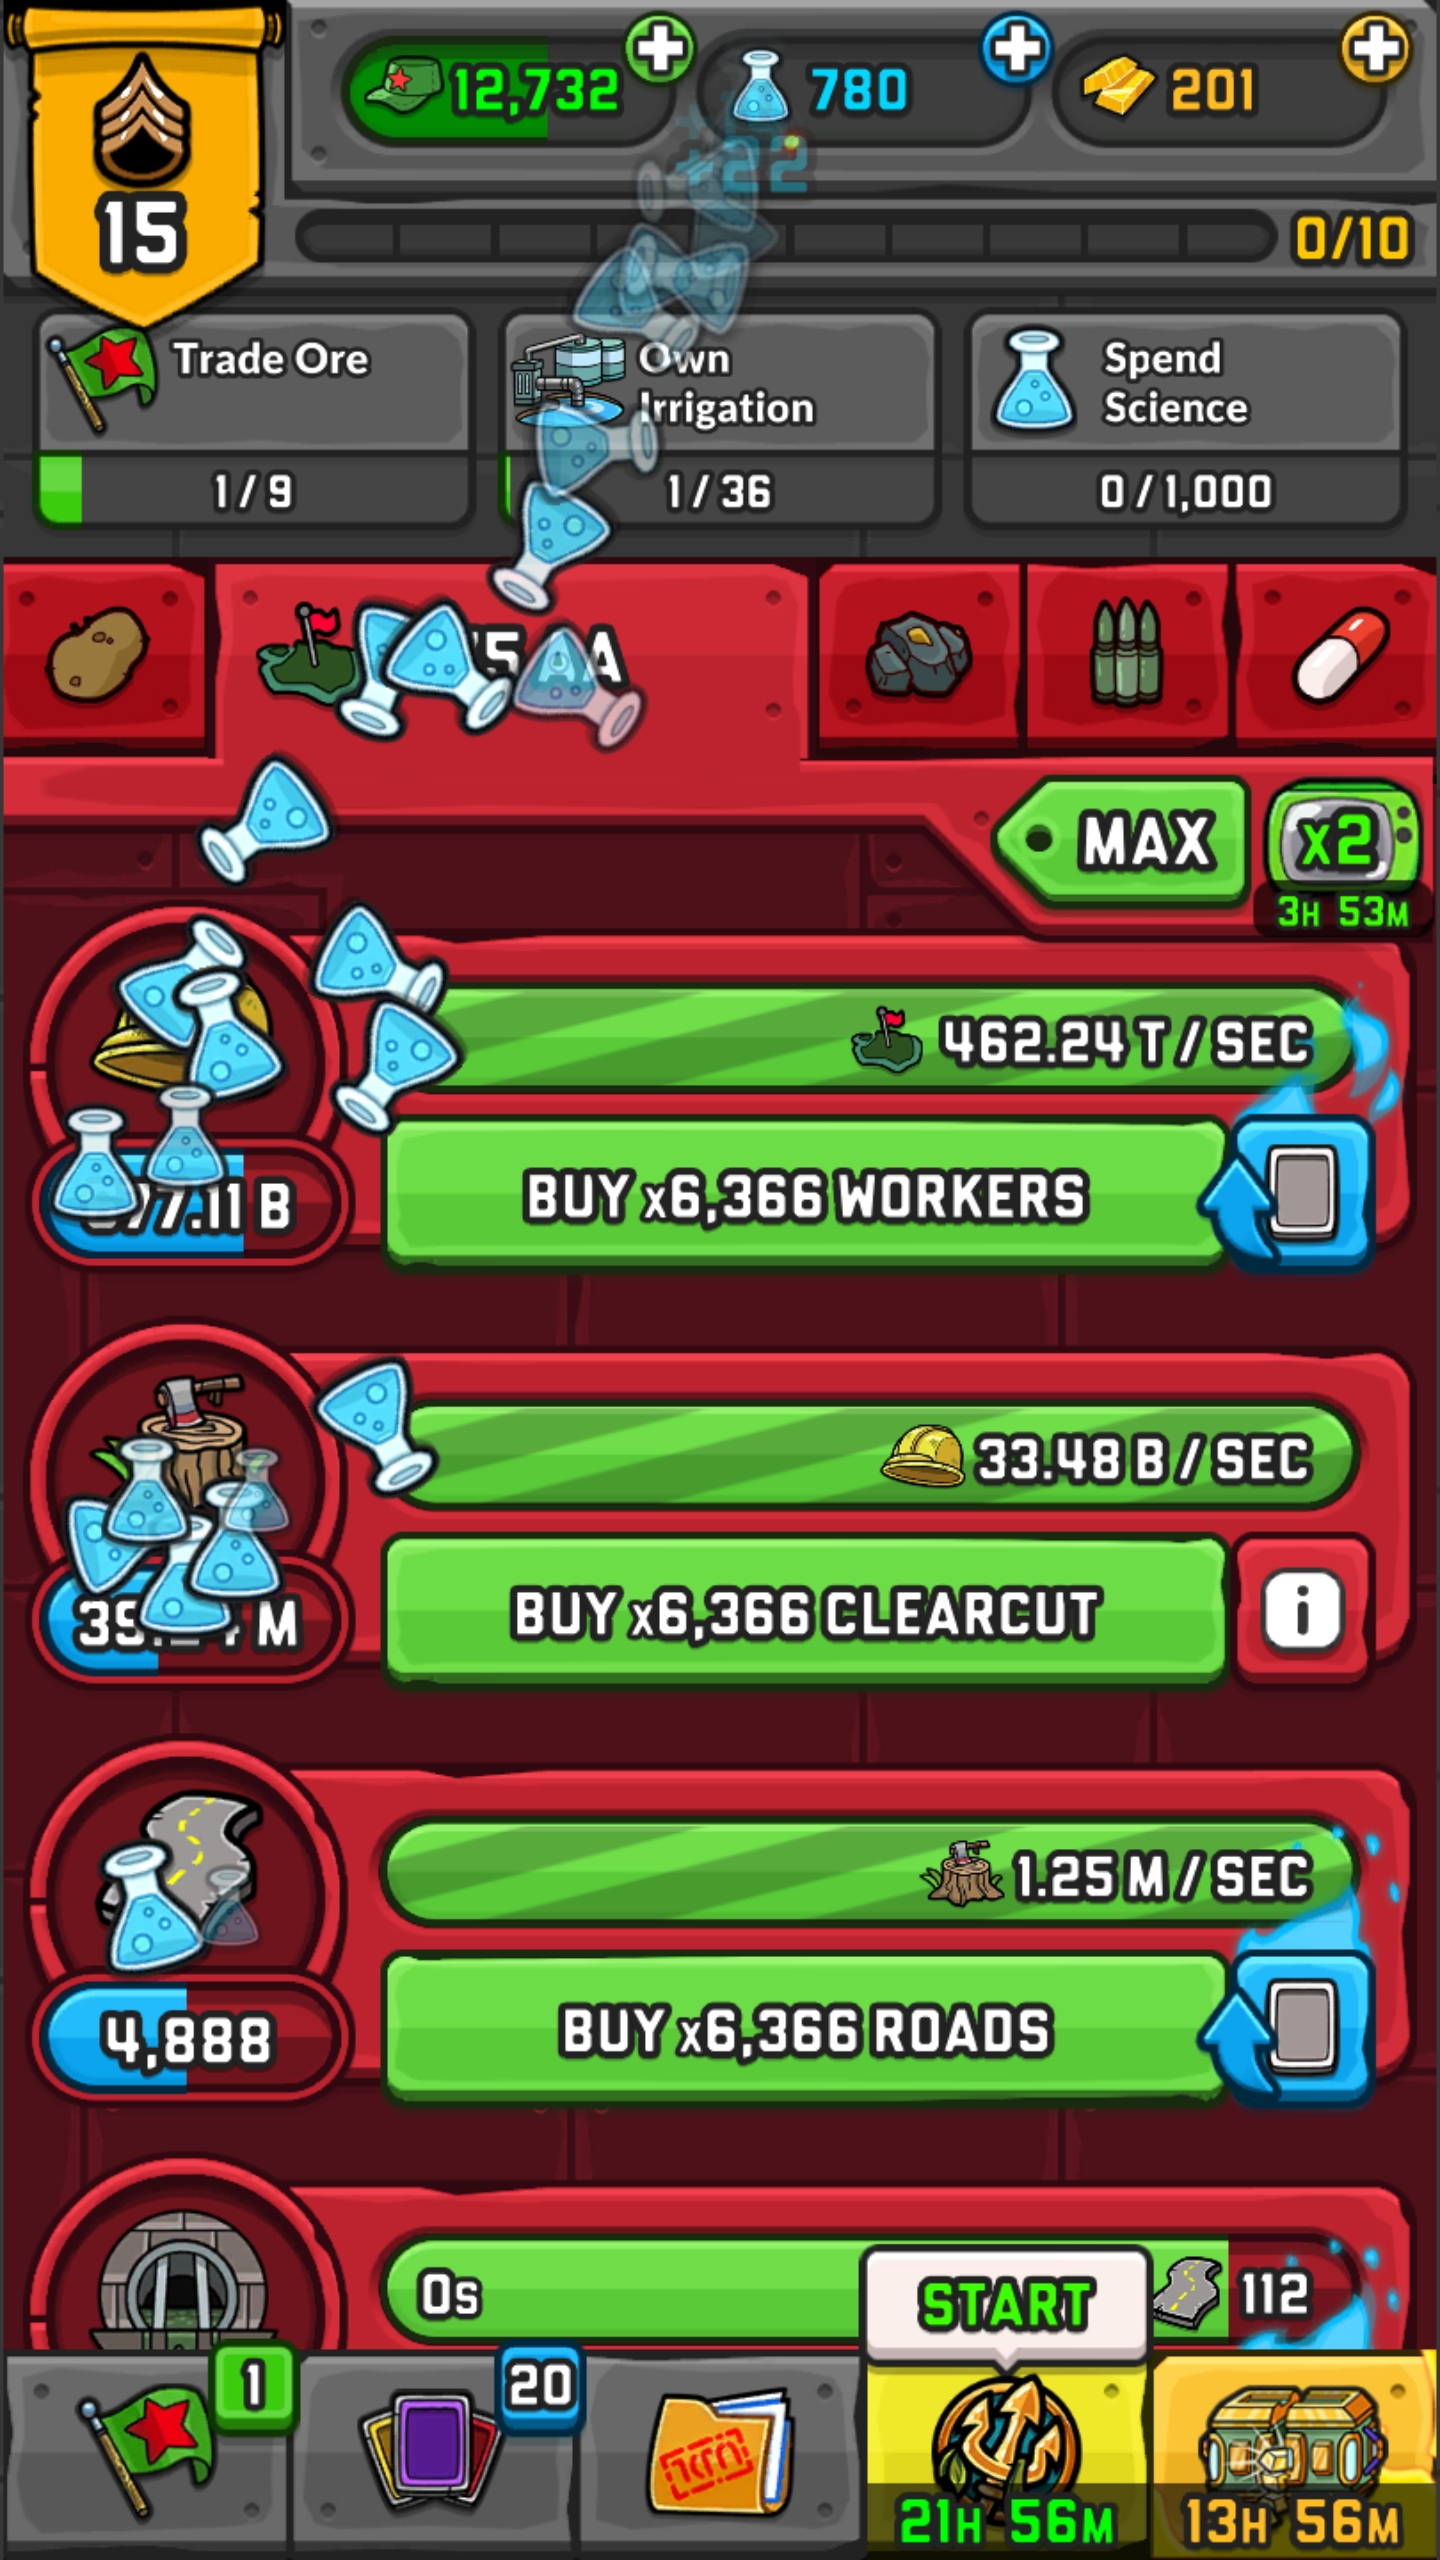 12,732
780
201
+22
15
0/10
Trade Ore
1/9
Own
Irrigation
1/36
Spend
Science
0/1,000
MAX
x2
3H 53M
462.24 T / SEC
BUY x6,366 WORKERS
33.48 B / SEC
BUY x6,366 CLEARCUT
i
M
1.25 M / SEC
4,888
BUY x6,366 ROADS
0s
112
START
1
20
21H 56M
13H 56M